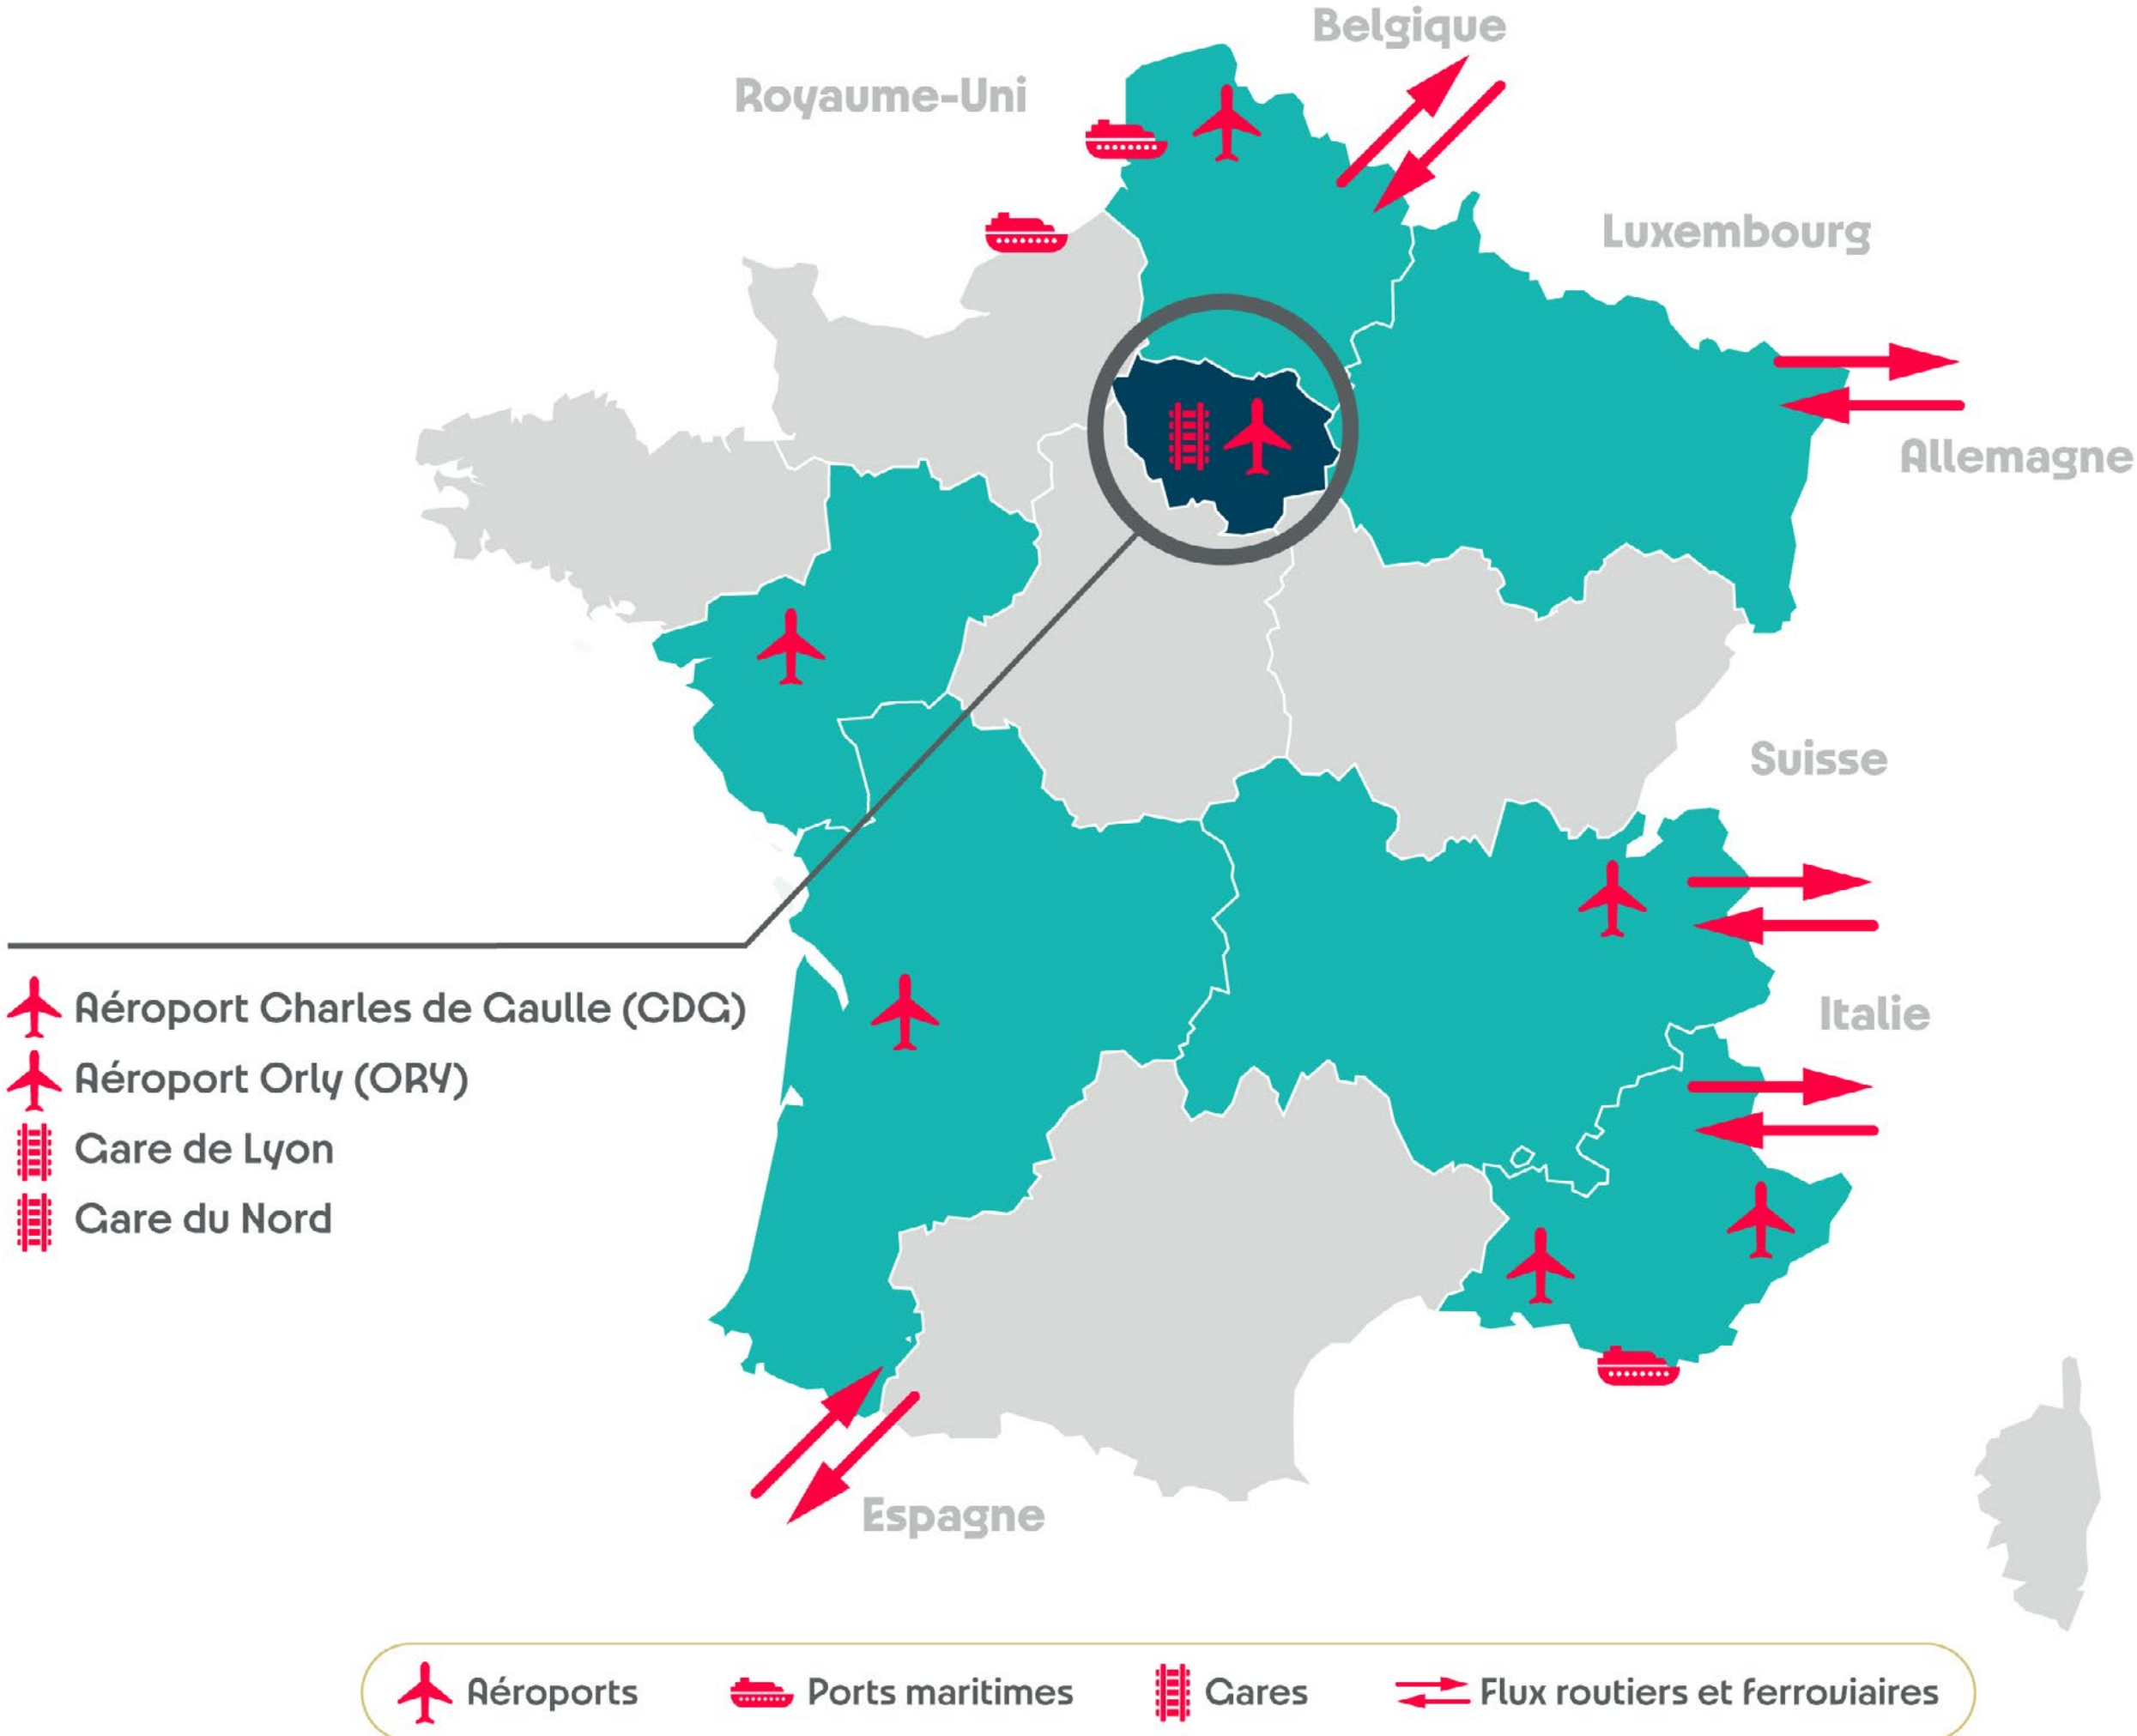 Belgique
Royaume-Uni
Luxembourg
Allemagne
Suisse
Italie
Aéroport Charles de Gaulle (CDG)
Aéroport Orly (ORY)
Gare de Lyon
Gare du Nord
Espagne
Aéroports
Ports maritimes
Gares
Flux routiers et ferroviaires